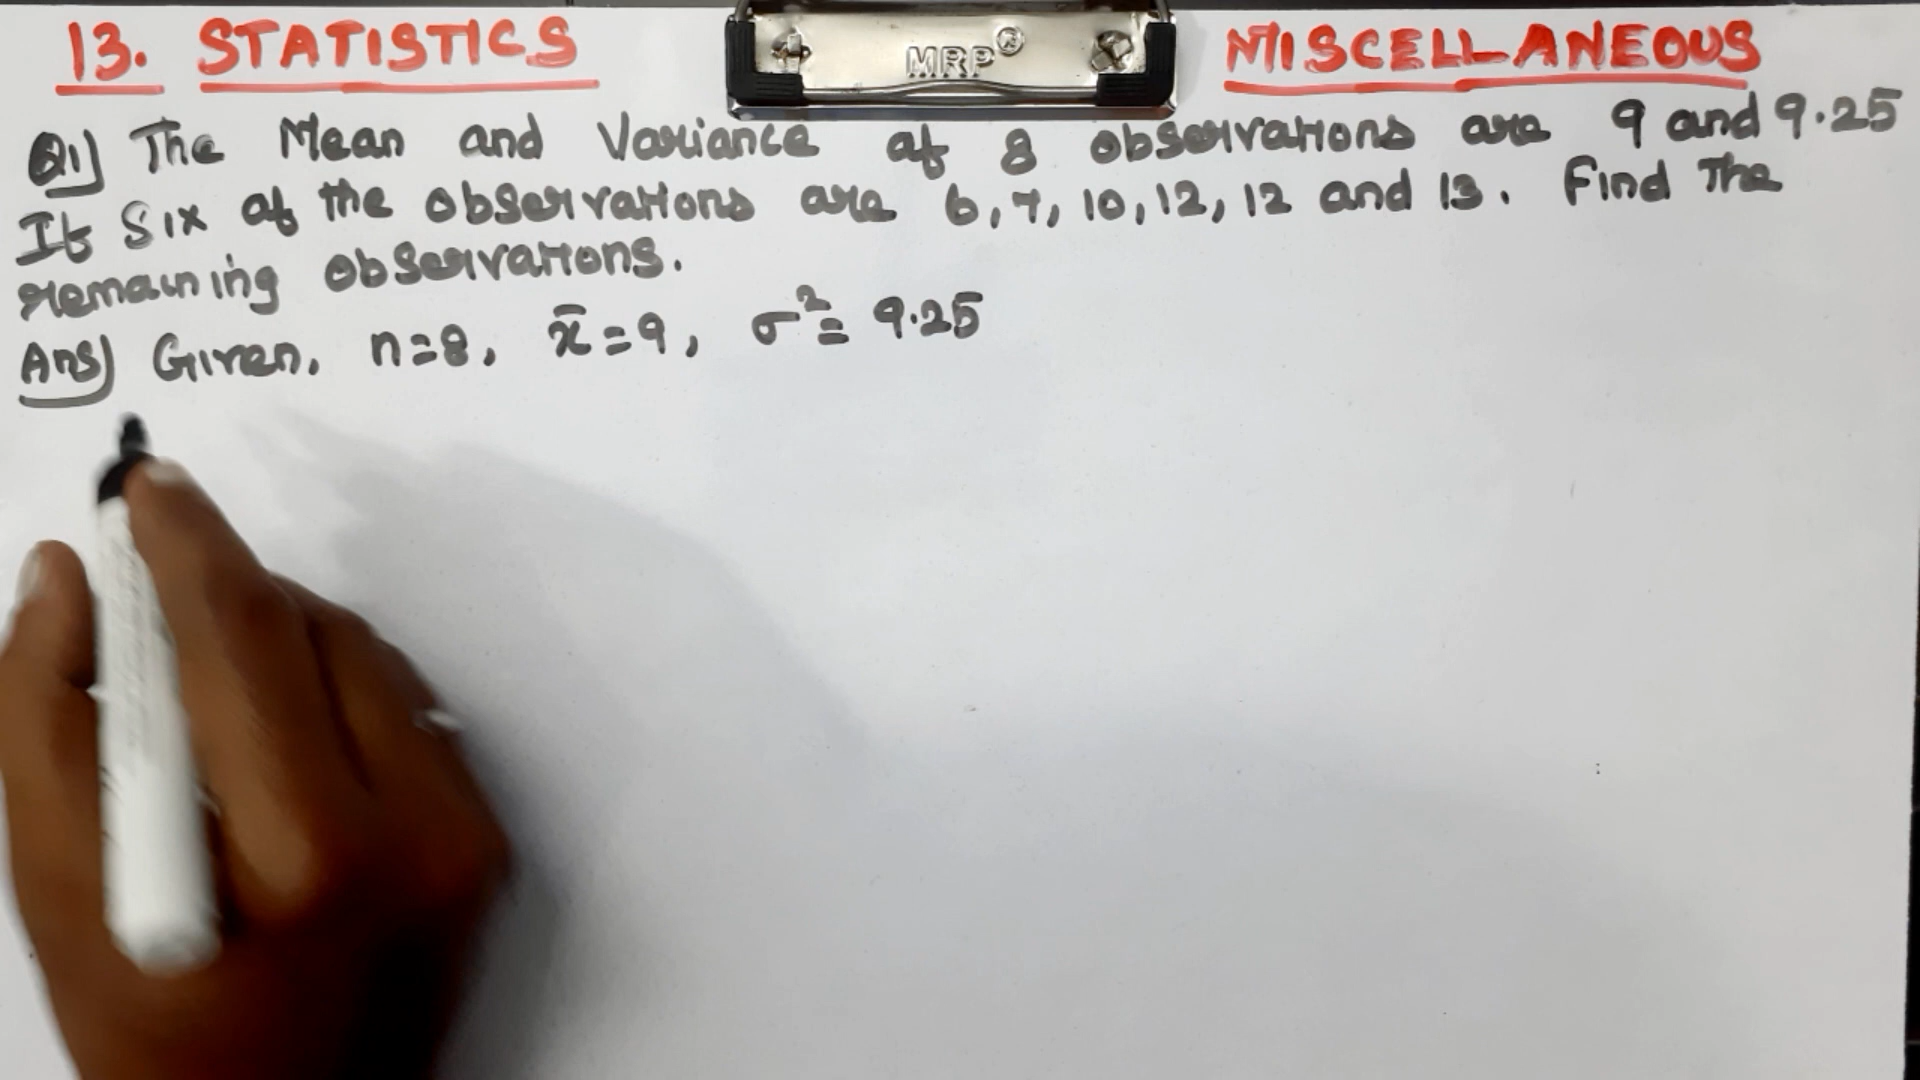 13. STATISTICS
MRP®
MISCELLANEOUS
Q1) The Mean and Variance of 8 observations are 9 and 9.25
If Six of the observations are 6, 7, 10, 12, 12 and 13. Find The
remaining observations.
Ans) Given, n=8, x̄=9, σ²= 9.25